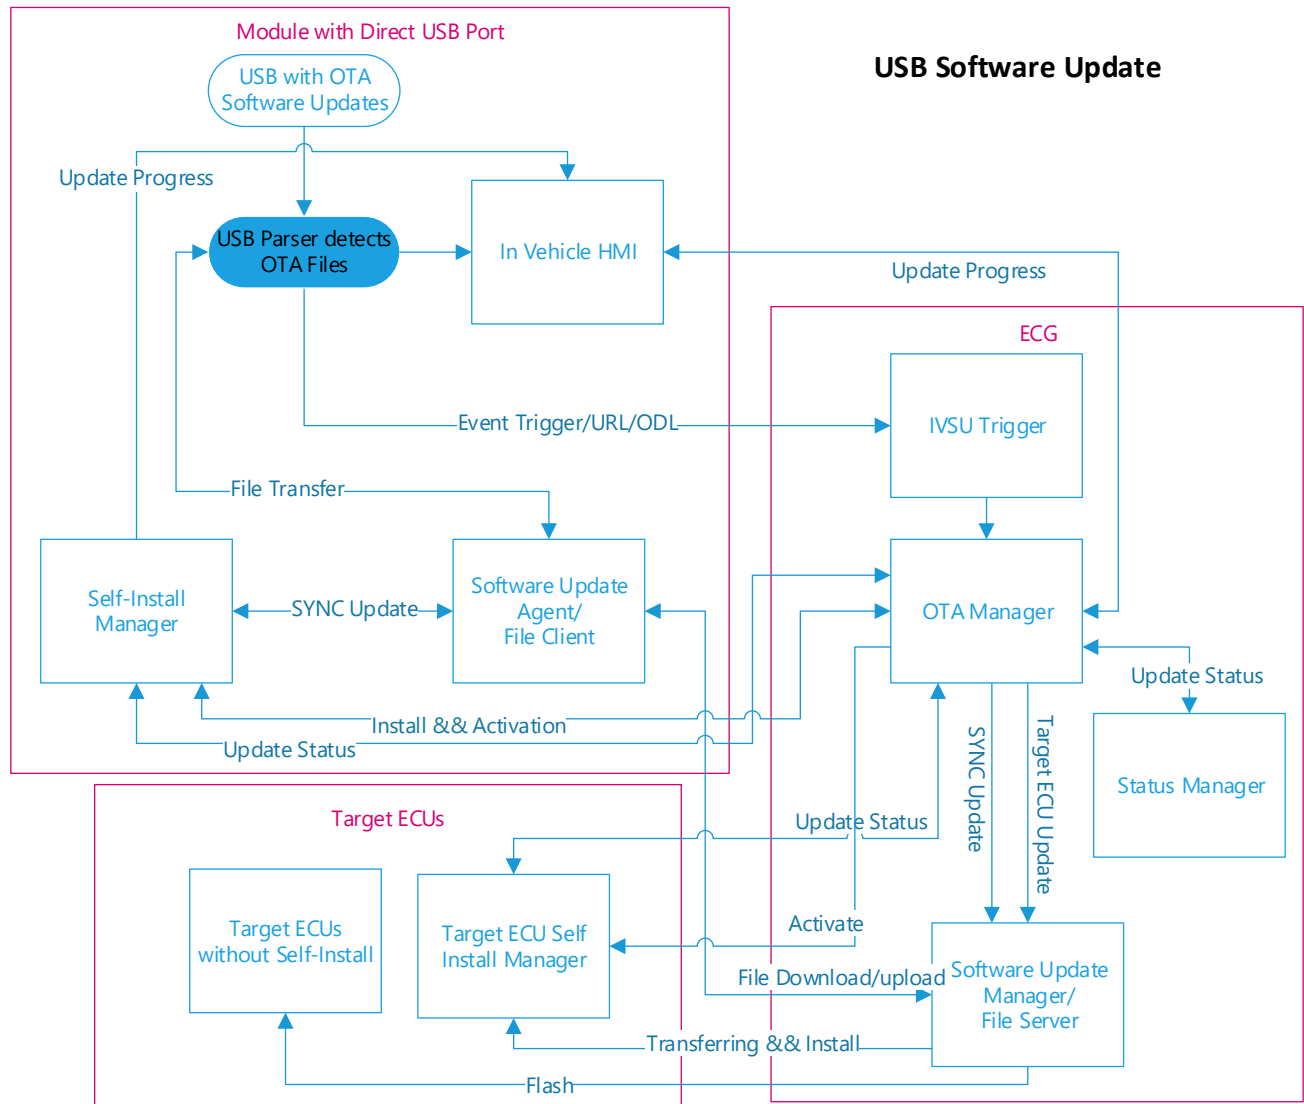 Module with Direct USB Port
USB Software Update
USB with OTA
Software Updates
Update Progress
USB Parser detects
OTA Files
In Vehicle HMI
Update Progress
ECG
Event Trigger/URL/ODL
IVSU Trigger
File Transfer
Self-Install
Manager
SYNC Update
Software Update
Agent/
File Client
OTA Manager
Update Status
Install && Activation
Update Status
SYNC Update
Target ECU Update
Status Manager
Target ECUs
Update Status
Target ECUs
without Self-Install
Target ECU Self
Install Manager
Activate
File Download/upload
Software Update
Manager/
File Server
Transferring && Install
Flash